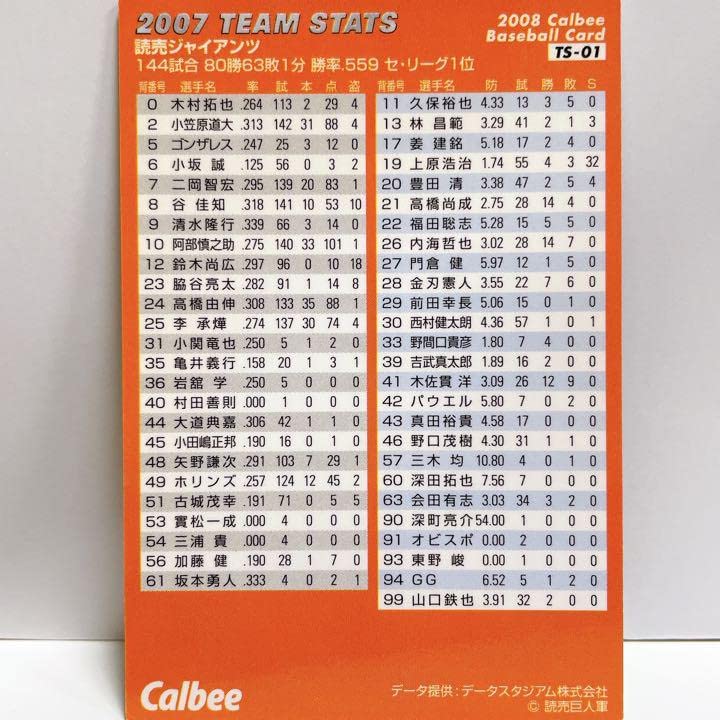 2007 TEAM STATS
2008 Calbee
Baseball Card
TS-01
読売ジャイアンツ
144試合 80勝63敗1分 勝率.559 セ・リーグ1位
背番号 選手名 率 試 本 点 盗
0 木村拓也 .264 113 2 29 4
2 小笠原道大 .313 142 31 88 4
5 ゴンザレス .247 25 3 12 0
6 小坂 誠 .125 56 0 3 2
7 二岡智宏 .295 139 20 83 1
8 谷 佳知 .318 141 10 53 10
9 清水隆行 .339 66 3 14 0
10 阿部慎之助 .275 140 33 101 1
12 鈴木尚広 .297 96 0 10 18
23 脇谷亮太 .282 91 1 14 8
24 高橋由伸 .308 133 35 88 1
25 李 承燁 .274 137 30 74 4
31 小関竜也 .250 5 1 2 0
35 亀井義行 .158 20 1 3 1
36 岩舘 学 .250 5 0 0 0
40 村田善則 .000 1 0 0 0
44 大道典嘉 .306 42 1 1 0
45 小田嶋正邦 .190 16 0 1 0
48 矢野謙次 .291 103 7 29 1
49 ホリンズ .257 124 12 45 2
51 古城茂幸 .191 71 0 5 5
53 實松一成 .000 4 0 0 0
54 三浦 貴 .000 4 0 0 0
56 加藤 健 .190 28 1 7 0
61 坂本勇人 .333 4 0 2 1
背番号 選手名 防 試 勝 敗 S
11 久保裕也 4.33 13 3 5 0
13 林 昌範 3.29 41 2 1 3
17 姜 建銘 5.18 17 2 4 0
19 上原浩治 1.74 55 4 3 32
20 豊田 清 3.38 47 2 5 4
21 高橋尚成 2.75 28 14 4 0
22 福田聡志 5.28 15 5 5 0
26 内海哲也 3.02 28 14 7 0
27 門倉 健 5.97 12 1 5 0
28 金刃憲人 3.55 22 7 6 0
29 前田幸長 5.06 15 0 1 0
30 西村健太朗 4.36 57 1 0 1
33 野間口貴彦 1.80 7 4 0 0
39 吉武真太郎 1.89 16 2 0 0
41 木佐貫 洋 3.09 26 12 9 0
42 パウエル 5.80 7 0 2 0
43 真田裕貴 4.58 17 0 0 0
46 野口茂樹 4.30 31 1 1 0
57 三木 均 10.80 4 0 1 0
60 深田拓也 7.56 7 0 0 0
63 会田有志 3.03 34 3 2 0
90 深町亮介 54.00 1 0 0 0
91 オビスポ 0.00 2 0 0 0
93 東野 峻 0.00 1 0 0 0
94 GG 6.52 5 1 2 0
99 山口鉄也 3.91 32 2 0 0
Calbee
データ提供:データスタジアム株式会社
© 読売巨人軍